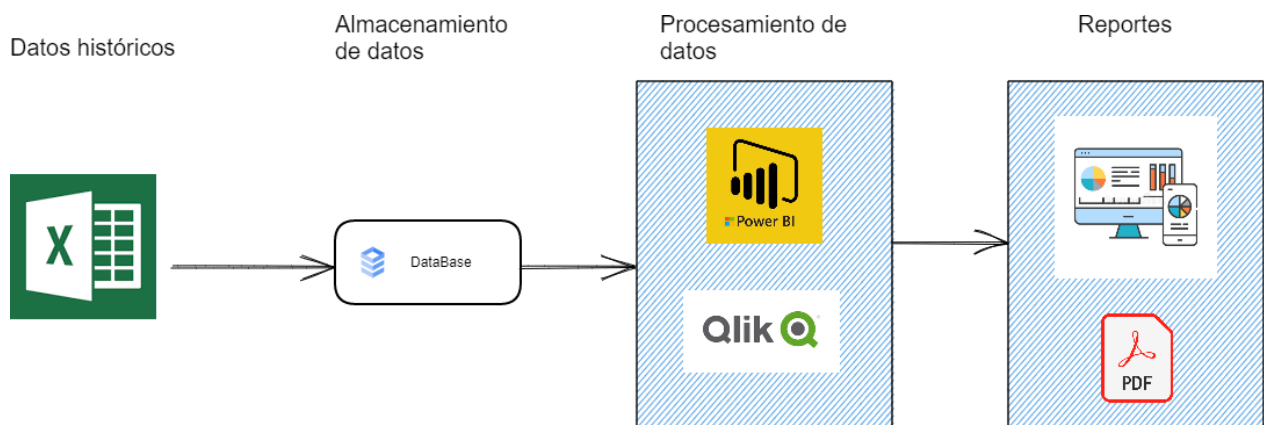 Datos históricos
Almacenamiento
de datos
Procesamiento de
datos
Reportes
X
DataBase
Power BI
Qlik
PDF